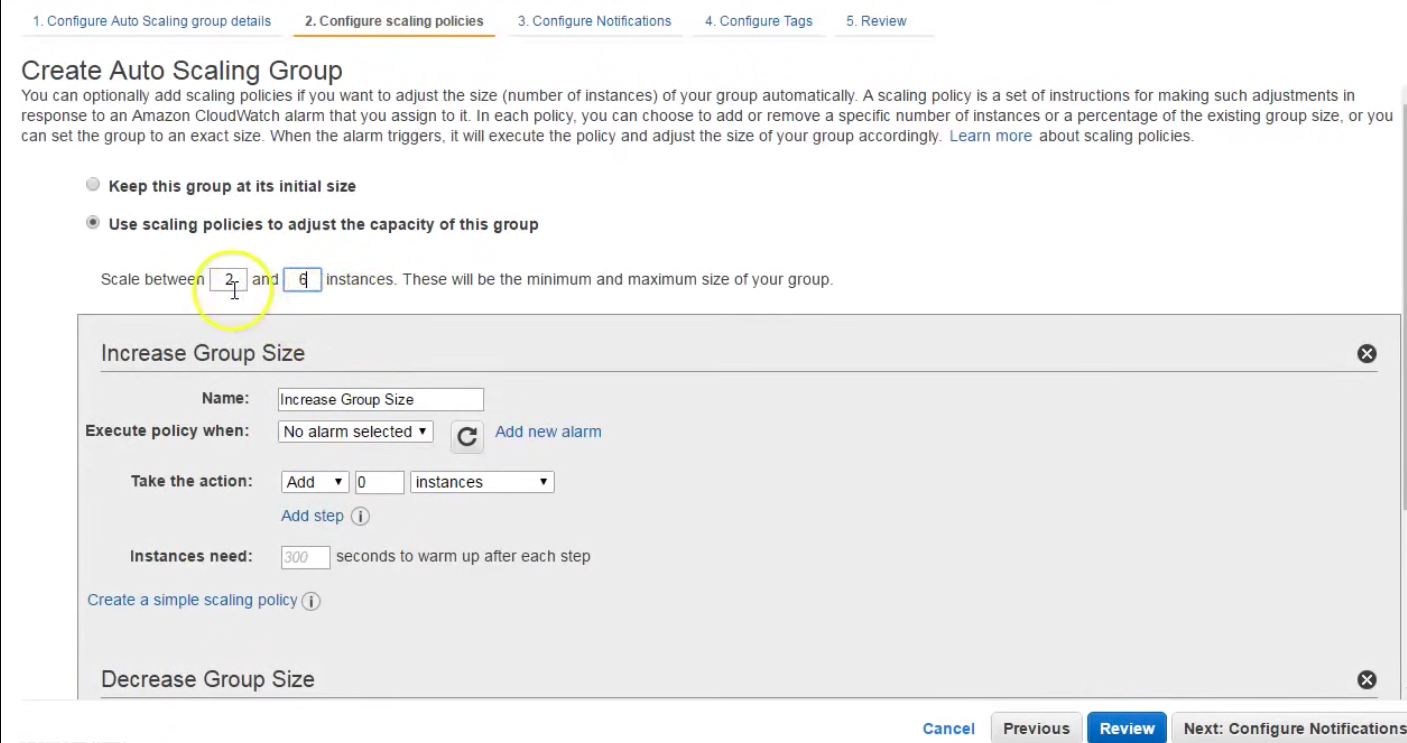 1. Configure Auto Scaling group details 2. Configure scaling policies 3. Configure Notifications 4. Configure Tags 5. Review
Create Auto Scaling Group
You can optionally add scaling policies if you want to adjust the size (number of instances) of your group automatically. A scaling policy is a set of instructions for making such adjustments in
response to an Amazon CloudWatch alarm that you assign to it. In each policy, you can choose to add or remove a specific number of instances or a percentage of the existing group size, or you
can set the group to an exact size. When the alarm triggers, it will execute the policy and adjust the size of your group accordingly. Learn more about scaling policies.
Keep this group at its initial size
Use scaling policies to adjust the capacity of this group
Scale between 2 and 6 instances. These will be the minimum and maximum size of your group.
Increase Group Size
Name: Increase Group Size
Execute policy when: No alarm selected Add new alarm
Take the action: Add 0 instances
Add step
Instances need: 300 seconds to warm up after each step
Create a simple scaling policy
Decrease Group Size
Cancel Previous Review Next: Configure Notifications